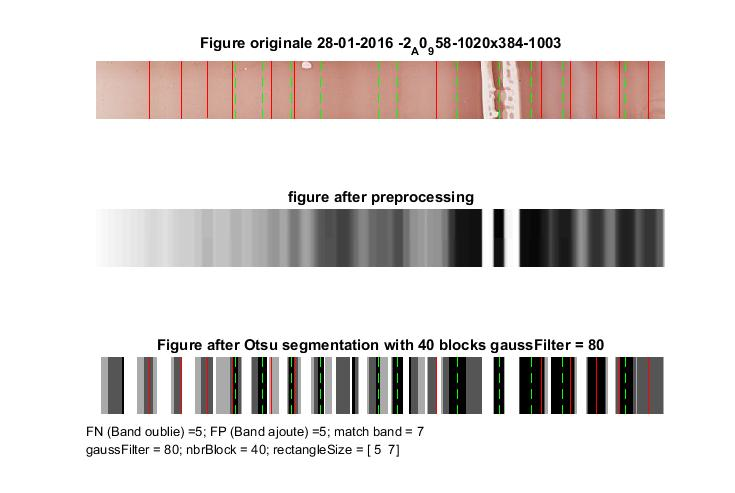 Figure originale 28-01-2016 -2A0958-1020x384-1003
figure after preprocessing
Figure after Otsu segmentation with 40 blocks gaussFilter = 80
FN (Band oublie) =5; FP (Band ajoute) =5; match band = 7
gaussFilter = 80; nbrBlock = 40; rectangleSize = [ 5 7]